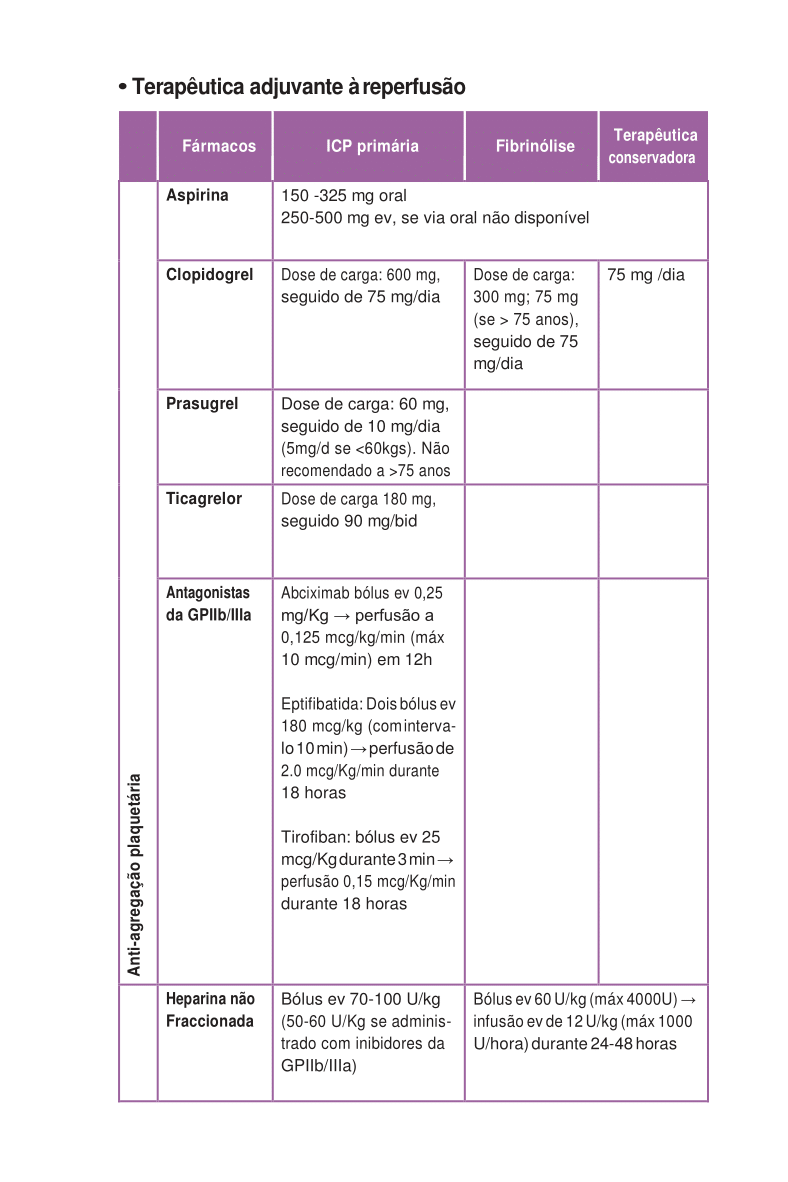 • Terapêutica adjuvante à reperfusão
Fármacos
ICP primária
Fibrinólise
Terapêutica
conservadora
Anti-agregação plaquetária
Aspirina
150 -325 mg oral
250-500 mg ev, se via oral não disponível
Clopidogrel
Dose de carga: 600 mg,
seguido de 75 mg/dia
Dose de carga:
300 mg; 75 mg
(se > 75 anos),
seguido de 75
mg/dia
75 mg /dia
Prasugrel
Dose de carga: 60 mg,
seguido de 10 mg/dia
(5mg/d se <60kgs). Não
recomendado a >75 anos
Ticagrelor
Dose de carga 180 mg,
seguido 90 mg/bid
Antagonistas
da GPIIb/IIIa
Abciximab bólus ev 0,25
mg/Kg → perfusão a
0,125 mcg/kg/min (máx
10 mcg/min) em 12h
Eptifibatida: Dois bólus ev
180 mcg/kg (com interva-
lo 10 min) → perfusão de
2.0 mcg/Kg/min durante
18 horas
Tirofiban: bólus ev 25
mcg/Kg durante 3 min →
perfusão 0,15 mcg/Kg/min
durante 18 horas
Heparina não
Fraccionada
Bólus ev 70-100 U/kg
(50-60 U/Kg se adminis-
trado com inibidores da
GPIIb/IIIa)
Bólus ev 60 U/kg (máx 4000U) →
infusão ev de 12 U/kg (máx 1000
U/hora) durante 24-48 horas